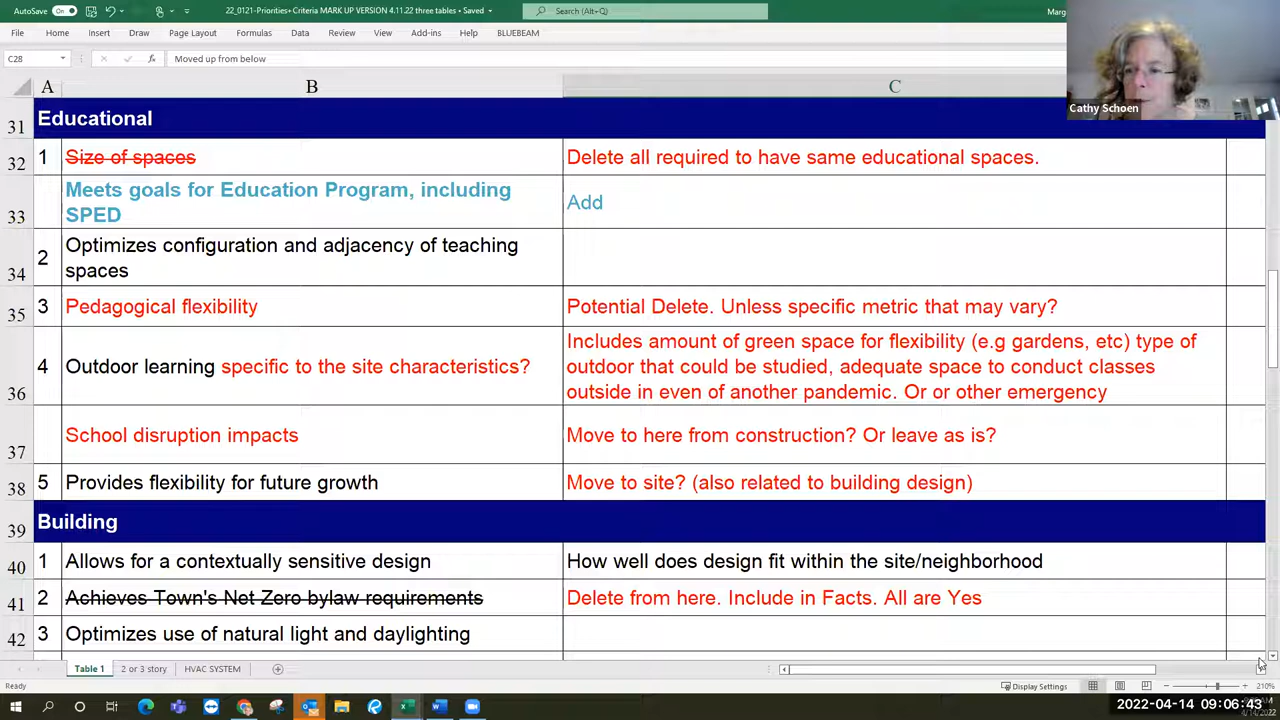 AutoSave On 22_0121-Priorities+Criteria MARK UP VERSION 4.11.22 three tables • Saved Search (Alt+Q)
File Home Insert Draw Page Layout Formulas Data Review View Add-ins Help BLUEBEAM
C28 fx Moved up from below
Cathy Schoen
A B C
31 Educational
32 1 Size of spaces Delete all required to have same educational spaces.
Meets goals for Education Program, including
33 SPED Add
Optimizes configuration and adjacency of teaching
34 2 spaces
35 3 Pedagogical flexibility Potential Delete. Unless specific metric that may vary?
Includes amount of green space for flexibility (e.g gardens, etc) type of
4 Outdoor learning specific to the site characteristics? outdoor that could be studied, adequate space to conduct classes
36 outside in even of another pandemic. Or or other emergency
37 School disruption impacts Move to here from construction? Or leave as is?
38 5 Provides flexibility for future growth Move to site? (also related to building design)
39 Building
40 1 Allows for a contextually sensitive design How well does design fit within the site/neighborhood
41 2 Achieves Town's Net Zero bylaw requirements Delete from here. Include in Facts. All are Yes
42 3 Optimizes use of natural light and daylighting
Table 1 2 or 3 story HVAC SYSTEM
Ready Display Settings 210%
2022-04-14 09:06:43